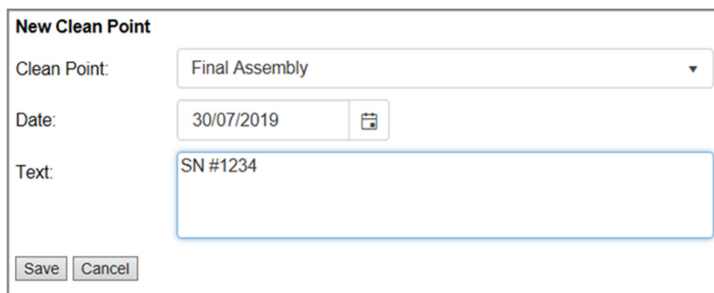 New Clean Point
Clean Point: Final Assembly
Date: 30/07/2019
Text: SN #1234
Save Cancel